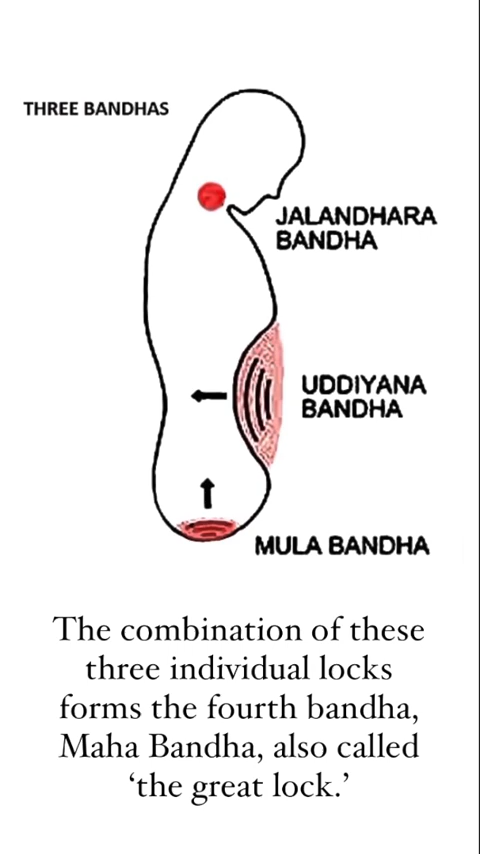 THREE BANDHAS
JALANDHARA
BANDHA
UDDIYANA
BANDHA
MULA BANDHA
The combination of these
three individual locks
forms the fourth bandha,
Maha Bandha, also called
‘the great lock.’